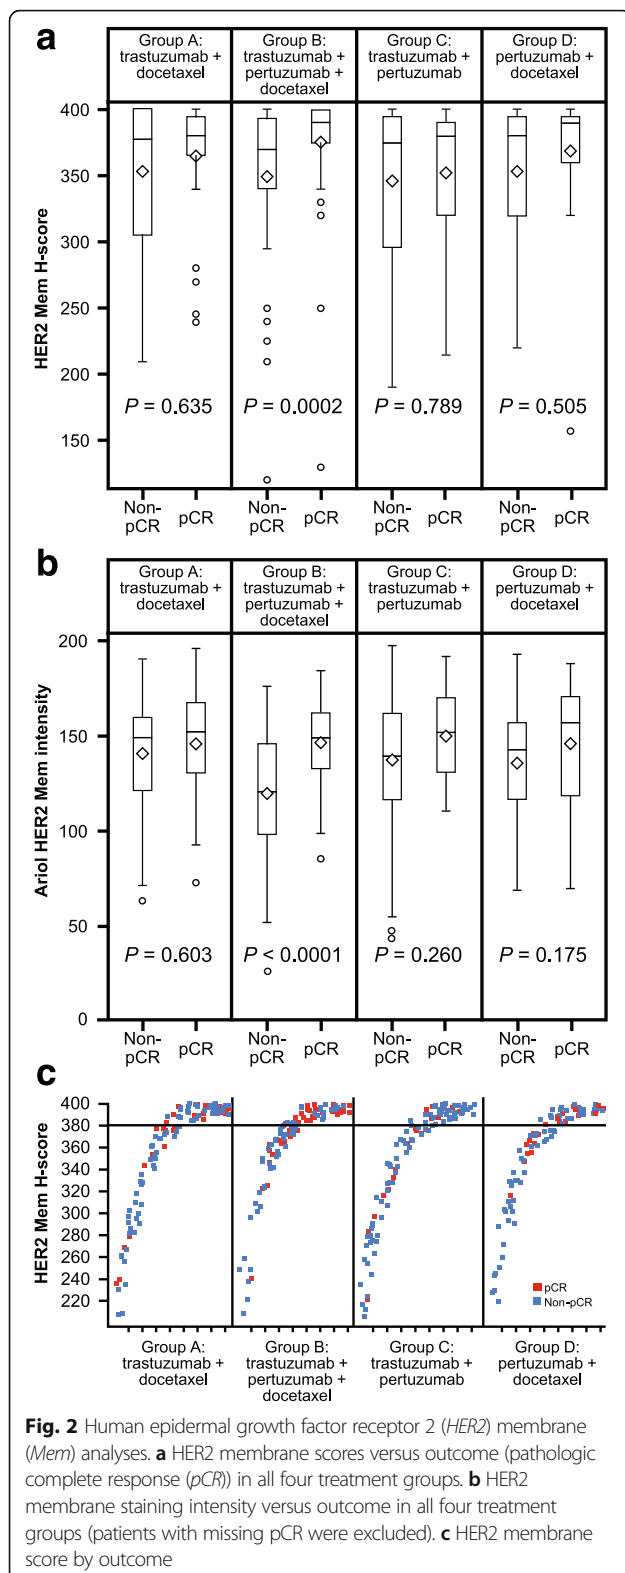 a
Group A:
trastuzumab +
docetaxel
Group B:
trastuzumab +
pertuzumab +
docetaxel
Group C:
trastuzumab +
pertuzumab
Group D:
pertuzumab +
docetaxel
HER2 Mem H-score
400
350
300
250
200
150
P = 0.635
P = 0.0002
P = 0.789
P = 0.505
Non-
pCR
pCR
Non-
pCR
pCR
Non-
pCR
pCR
Non-
pCR
pCR
b
Group A:
trastuzumab +
docetaxel
Group B:
trastuzumab +
pertuzumab +
docetaxel
Group C:
trastuzumab +
pertuzumab
Group D:
pertuzumab +
docetaxel
Ariol HER2 Mem intensity
200
150
100
50
0
P = 0.603
P < 0.0001
P = 0.260
P = 0.175
Non-
pCR
pCR
Non-
pCR
pCR
Non-
pCR
pCR
Non-
pCR
pCR
c
HER2 Mem H-score
400
380
360
340
320
300
280
260
240
220
pCR
Non-pCR
Group A:
trastuzumab +
docetaxel
Group B:
trastuzumab +
pertuzumab +
docetaxel
Group C:
trastuzumab +
pertuzumab
Group D:
pertuzumab +
docetaxel
Fig. 2 Human epidermal growth factor receptor 2 (HER2) membrane
(Mem) analyses. a HER2 membrane scores versus outcome (pathologic
complete response (pCR)) in all four treatment groups. b HER2
membrane staining intensity versus outcome in all four treatment
groups (patients with missing pCR were excluded). c HER2 membrane
score by outcome